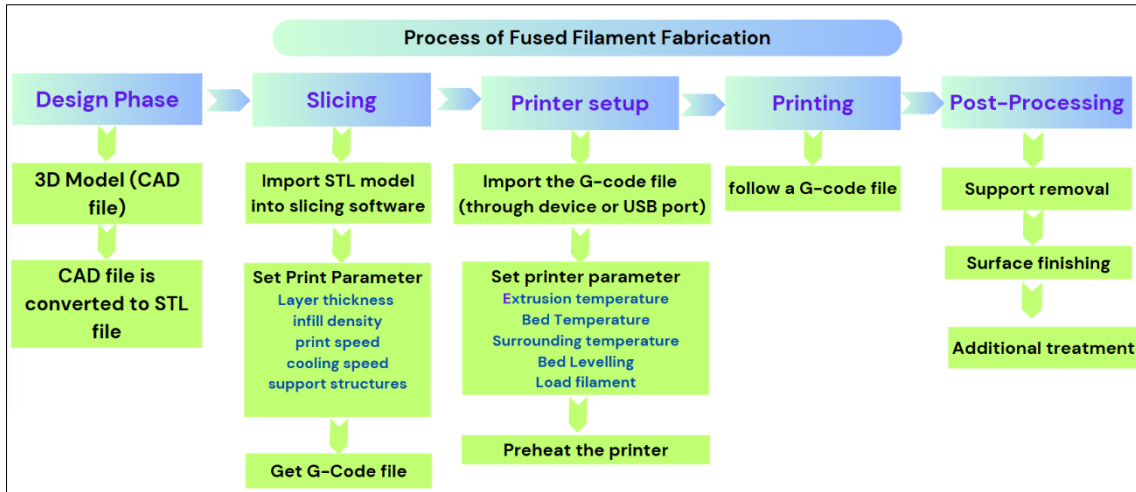 Process of Fused Filament Fabrication
Design Phase
3D Model (CAD
file)
CAD file is
converted to STL
file
Slicing
Import STL model
into slicing software
Set Print Parameter
Layer thickness
infill density
print speed
cooling speed
support structures
Get G-Code file
Printer setup
Import the G-code file
(through device or USB port)
Set printer parameter
Extrusion temperature
Bed Temperature
Surrounding temperature
Bed Levelling
Load filament
Preheat the printer
Printing
follow a G-code file
Post-Processing
Support removal
Surface finishing
Additional treatment